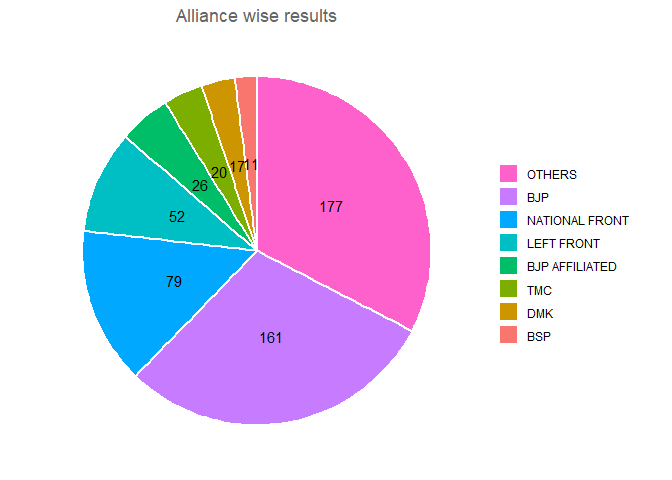 Alliance wise results
177
161
79
52
26
20
17
11
OTHERS
BJP
NATIONAL FRONT
LEFT FRONT
BJP AFFILIATED
TMC
DMK
BSP